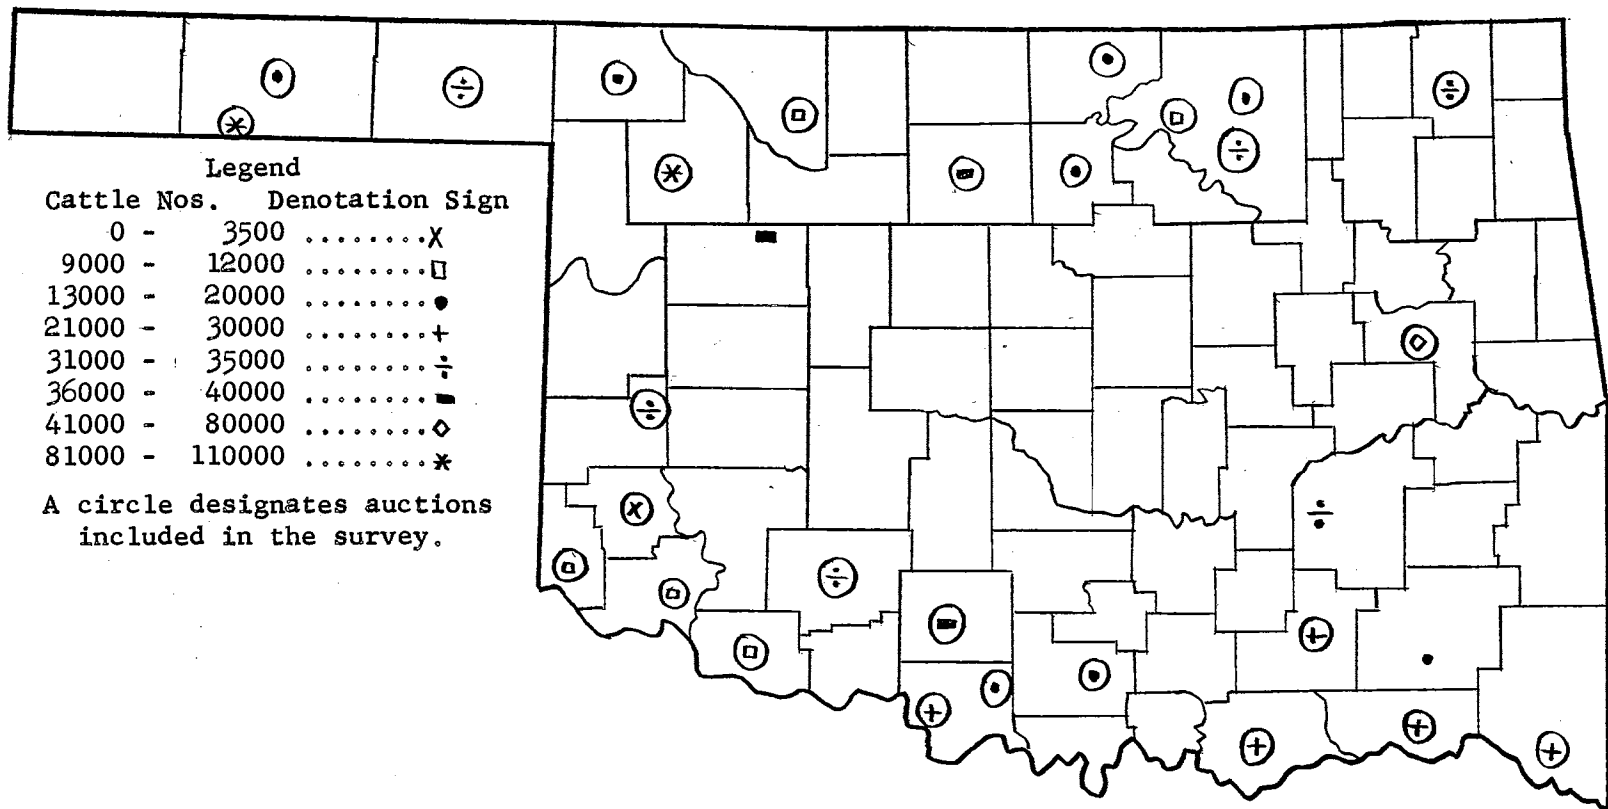 Legend
Cattle Nos. Denotation Sign
0 - 3500 ........X
9000 - 12000 ........□
13000 - 20000 ........●
21000 - 30000 ........+
31000 - 35000 ........÷
36000 - 40000 ........▬
41000 - 80000 ........◇
81000 - 110000 ........*
A circle designates auctions
included in the survey.